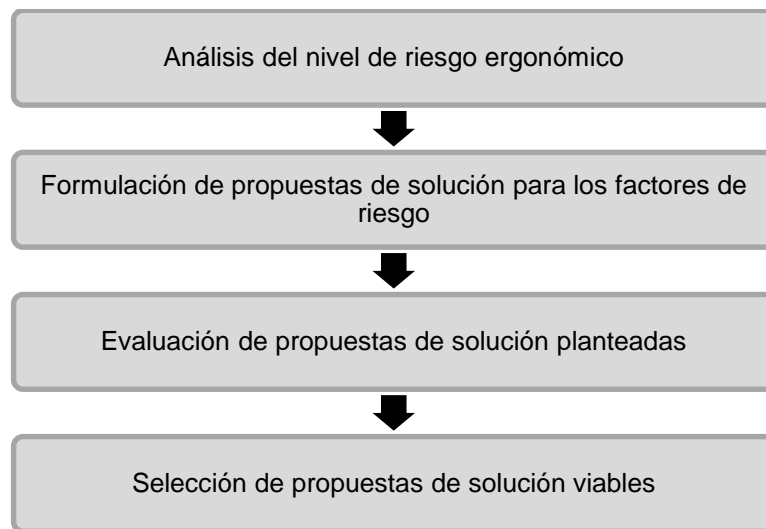 Análisis del nivel de riesgo ergonómico
Formulación de propuestas de solución para los factores de
riesgo
Evaluación de propuestas de solución planteadas
Selección de propuestas de solución viables